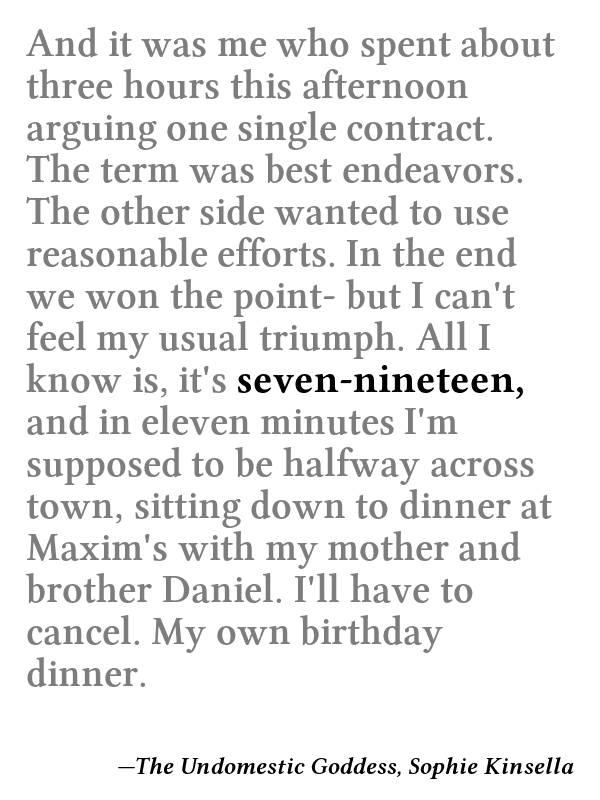 And it was me who spent about
three hours this afternoon
arguing one single contract.
The term was best endeavors.
The other side wanted to use
reasonable efforts. In the end
we won the point- but I can't
feel my usual triumph. All I
know is, it's seven-nineteen,
and in eleven minutes I'm
supposed to be halfway across
town, sitting down to dinner at
Maxim's with my mother and
brother Daniel. I'll have to
cancel. My own birthday
dinner.
—The Undomestic Goddess, Sophie Kinsella